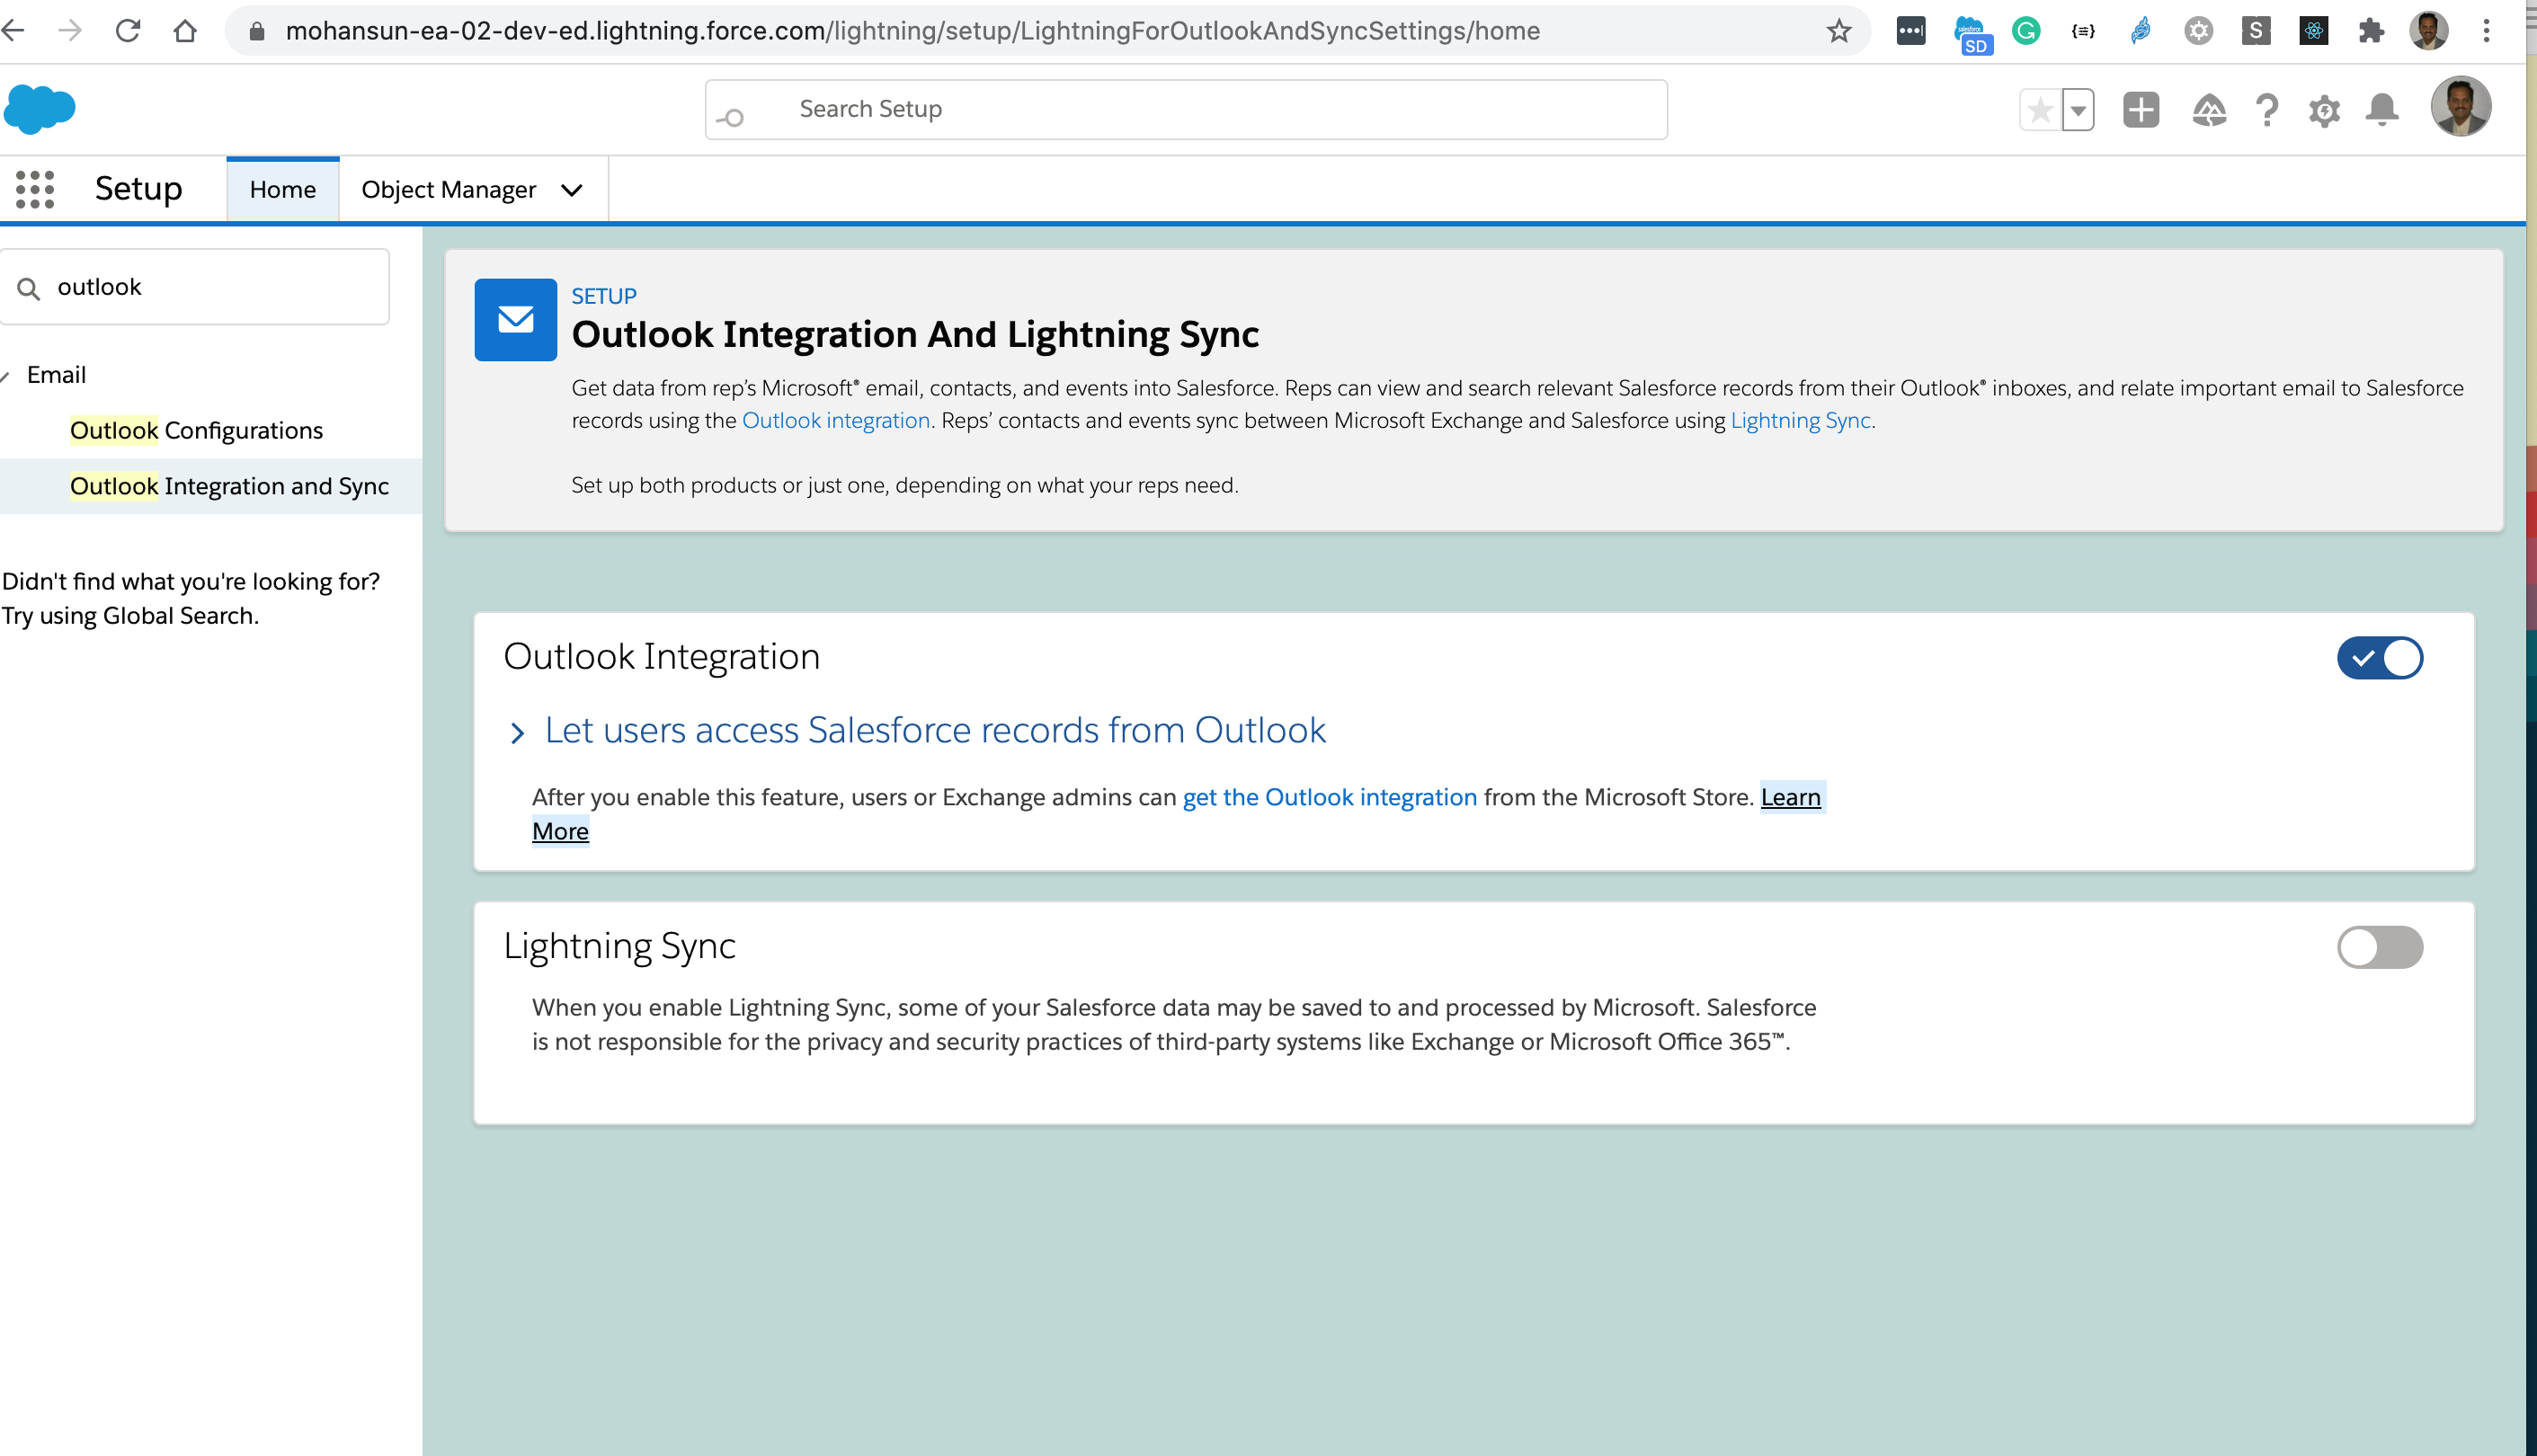 mohansun-ea-02-dev-ed.lightning.force.com/lightning/setup/LightningForOutlookAndSyncSettings/home
SD
G
{≡}
S
Search Setup
Setup
Home
Object Manager
outlook
Email
Outlook Configurations
Outlook Integration and Sync
Didn't find what you're looking for?
Try using Global Search.
SETUP
Outlook Integration And Lightning Sync
Get data from rep's Microsoft® email, contacts, and events into Salesforce. Reps can view and search relevant Salesforce records from their Outlook® inboxes, and relate important email to Salesforce
records using the Outlook integration. Reps' contacts and events sync between Microsoft Exchange and Salesforce using Lightning Sync.
Set up both products or just one, depending on what your reps need.
Outlook Integration
Let users access Salesforce records from Outlook
After you enable this feature, users or Exchange admins can get the Outlook integration from the Microsoft Store. Learn
More
Lightning Sync
When you enable Lightning Sync, some of your Salesforce data may be saved to and processed by Microsoft. Salesforce
is not responsible for the privacy and security practices of third-party systems like Exchange or Microsoft Office 365™.